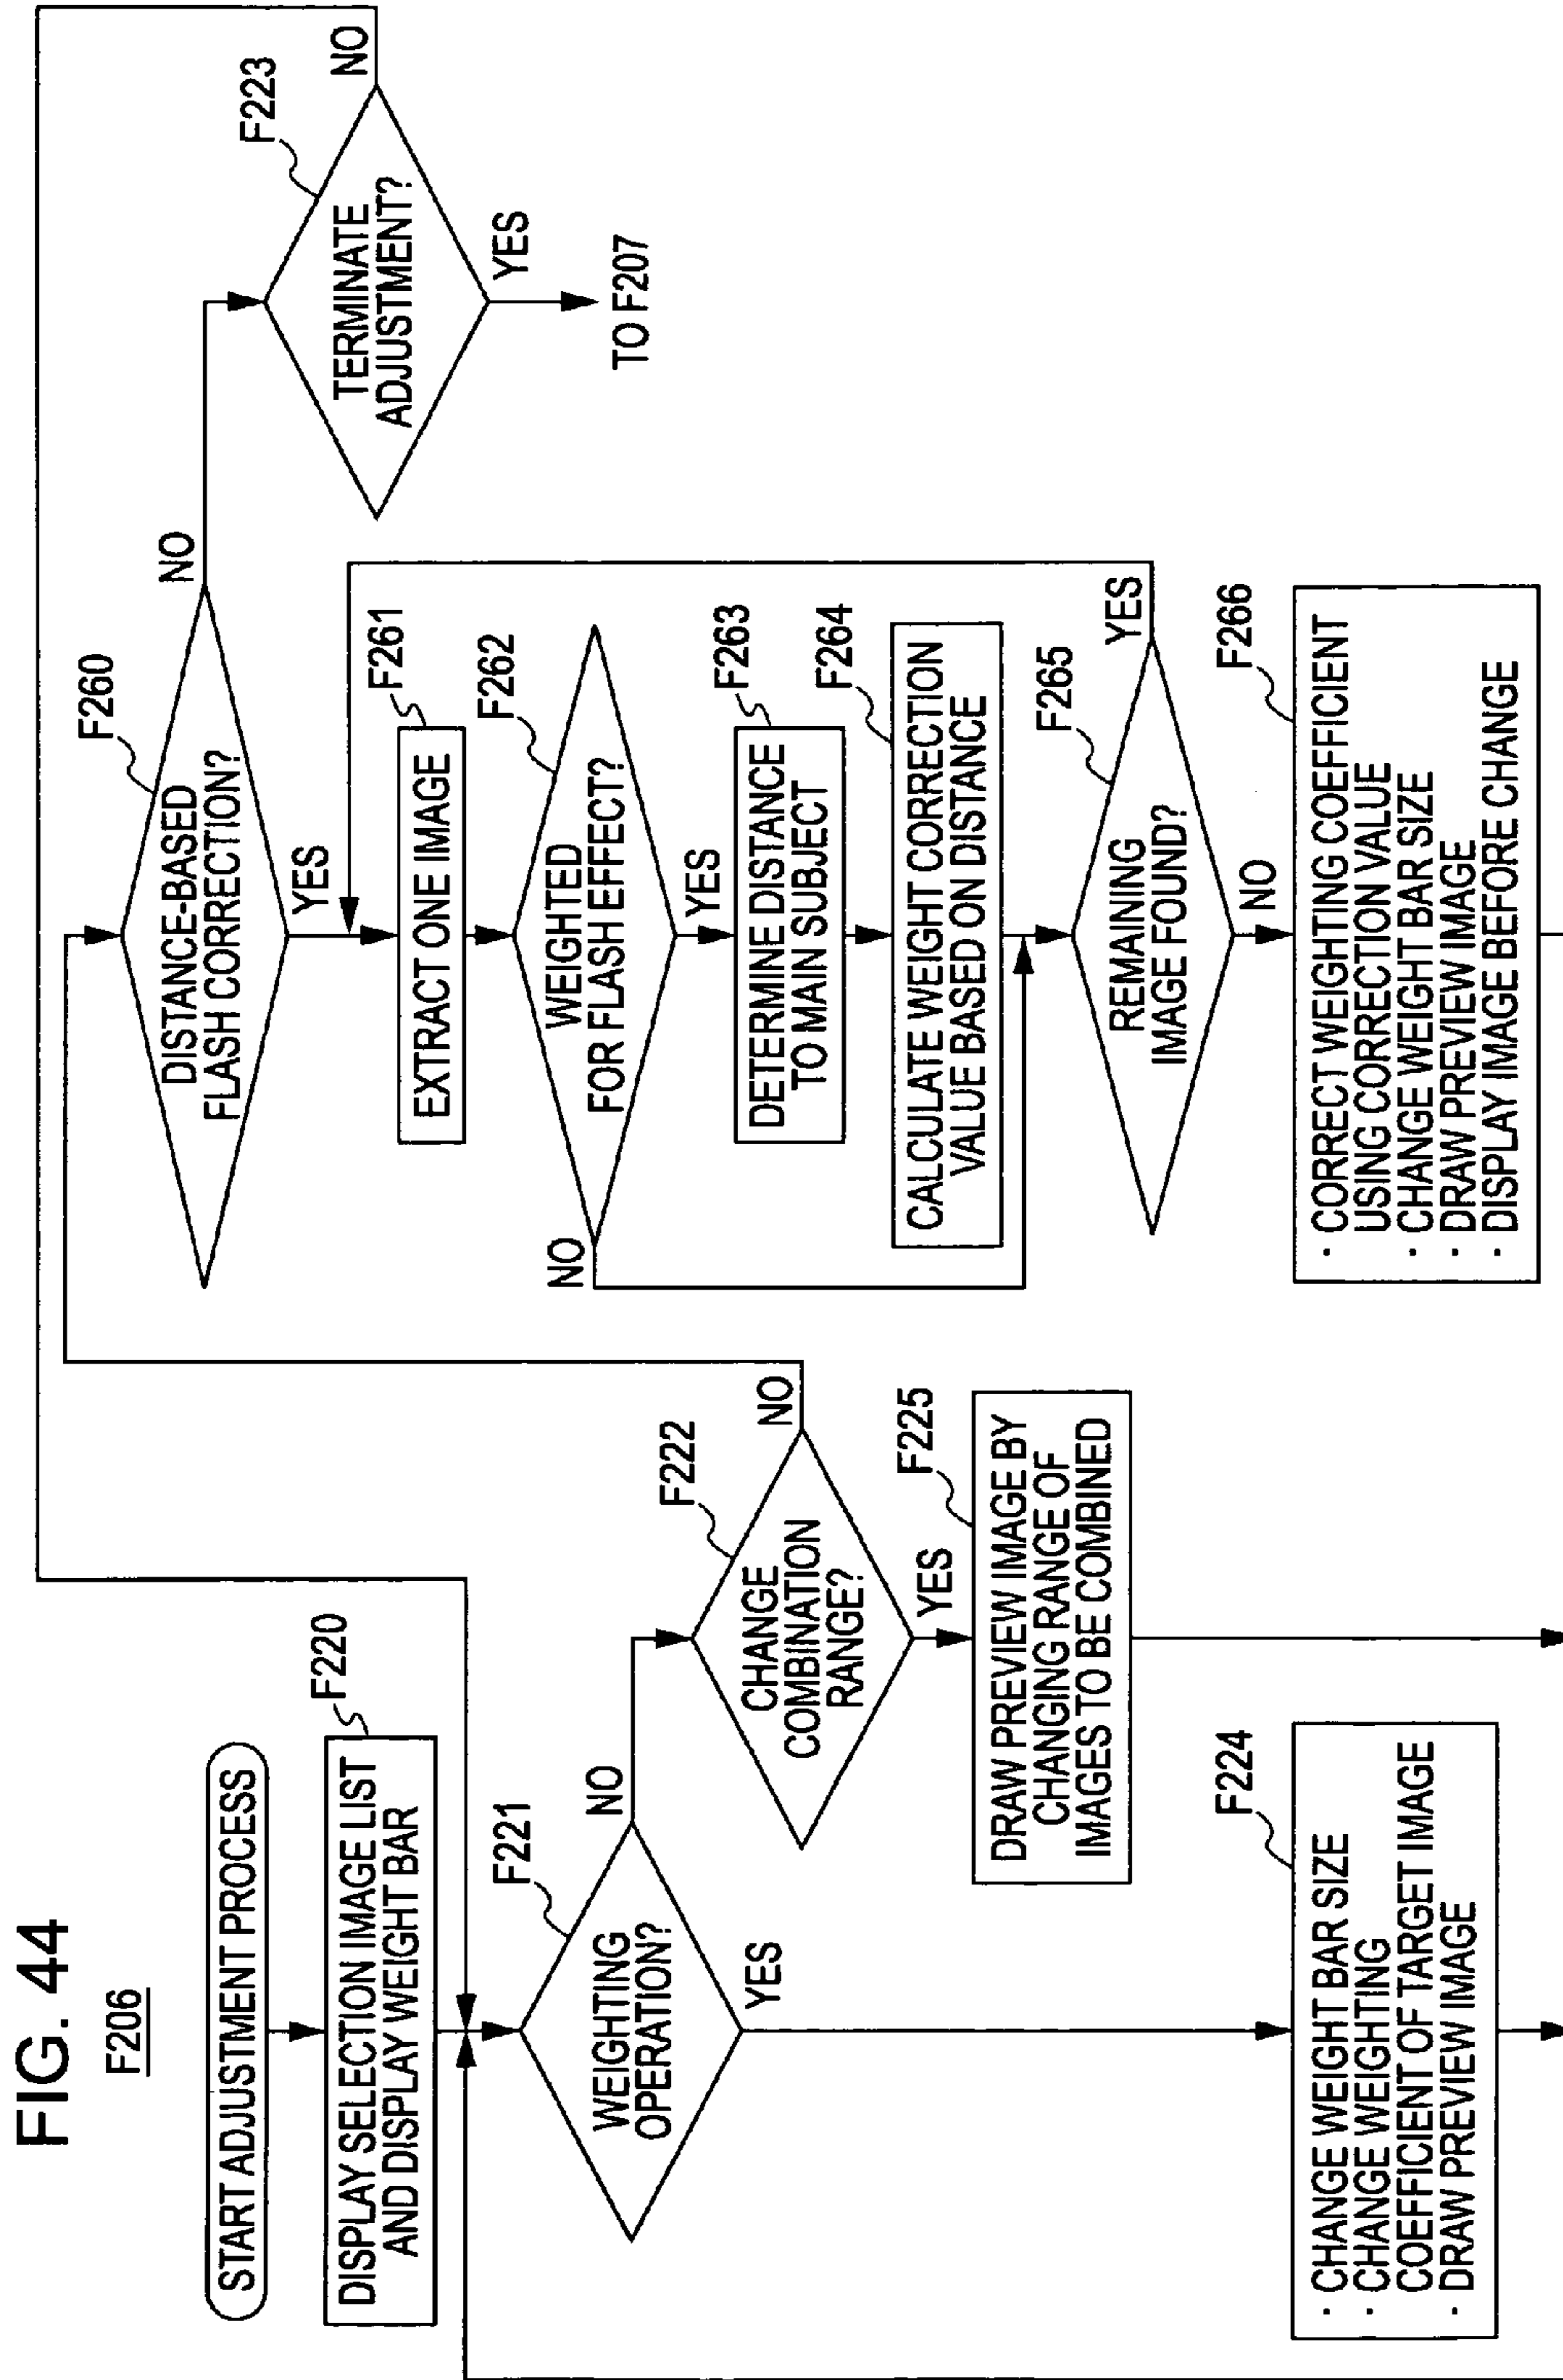 FIG. 44
F206
START ADJUSTMENT PROCESS
F220
DISPLAY SELECTION IMAGE LIST
AND DISPLAY WEIGHT BAR
F221
WEIGHTING
OPERATION?
NO
YES
F222
CHANGE
COMBINATION
RANGE?
NO
YES
F225
DRAW PREVIEW IMAGE BY
CHANGING RANGE OF
IMAGES TO BE COMBINED
F224
· CHANGE WEIGHT BAR SIZE
· CHANGE WEIGHTING
COEFFICIENT OF TARGET IMAGE
· DRAW PREVIEW IMAGE
F260
DISTANCE-BASED
FLASH CORRECTION?
NO
YES
F261
EXTRACT ONE IMAGE
F262
WEIGHTED
FOR FLASH EFFECT?
NO
YES
F263
DETERMINE DISTANCE
TO MAIN SUBJECT
F264
CALCULATE WEIGHT CORRECTION
VALUE BASED ON DISTANCE
F265
REMAINING
IMAGE FOUND?
YES
NO
F266
· CORRECT WEIGHTING COEFFICIENT
USING CORRECTION VALUE
· CHANGE WEIGHT BAR SIZE
· DRAW PREVIEW IMAGE
· DISPLAY IMAGE BEFORE CHANGE
F223
TERMINATE
ADJUSTMENT?
NO
YES
TO F207